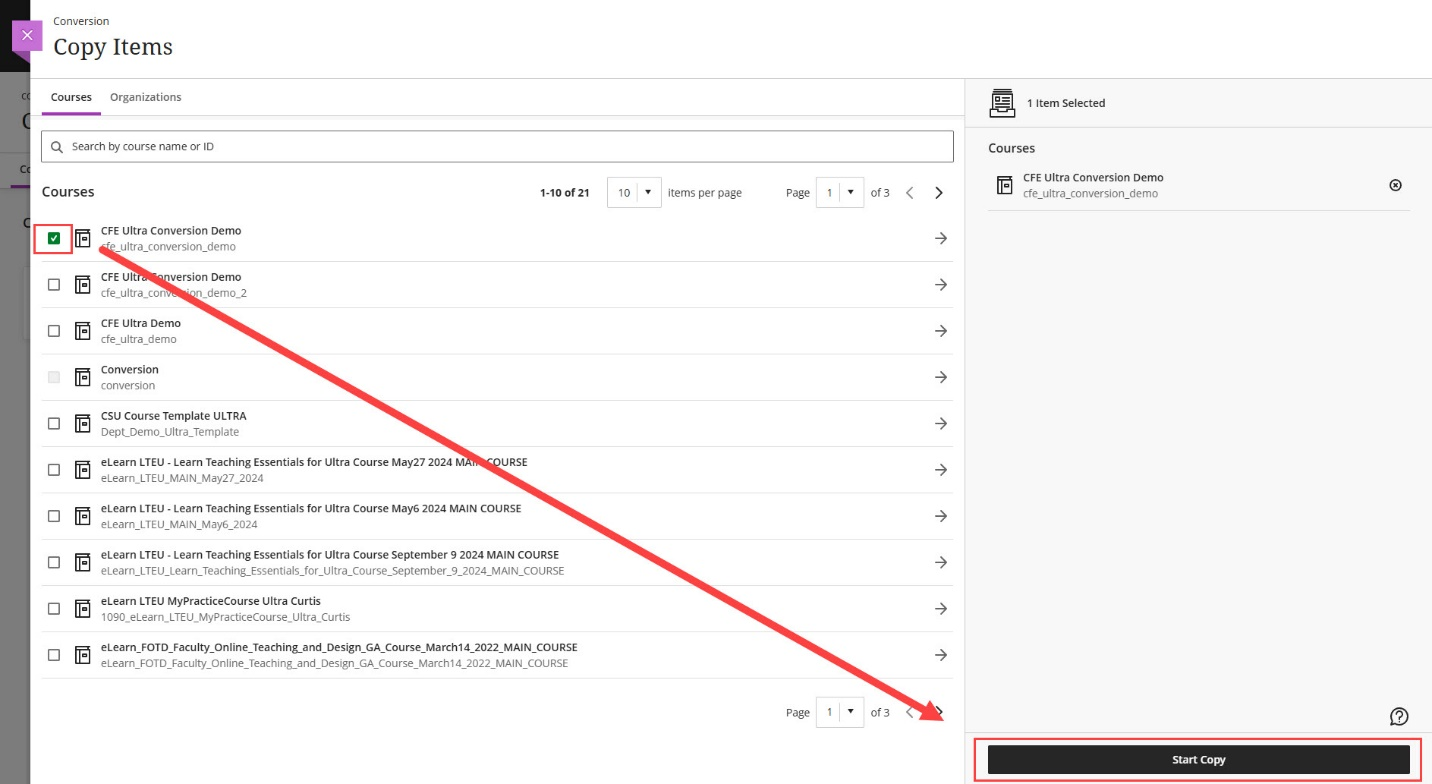 Conversion
Copy Items
Courses
Organizations
1 Item Selected
Search by course name or ID
Courses
1-10 of 21
10
items per page
Page
1
of 3
Courses
CFE Ultra Conversion Demo
cfe_ultra_conversion_demo
CFE Ultra Conversion Demo
cfe_ultra_conversion_demo
CFE Ultra Conversion Demo
cfe_ultra_conversion_demo_2
CFE Ultra Demo
cfe_ultra_demo
Conversion
conversion
CSU Course Template ULTRA
Dept_Demo_Ultra_Template
eLearn LTEU - Learn Teaching Essentials for Ultra Course May27 2024 MAIN COURSE
eLearn_LTEU_MAIN_May27_2024
eLearn LTEU - Learn Teaching Essentials for Ultra Course May6 2024 MAIN COURSE
eLearn_LTEU_MAIN_May6_2024
eLearn LTEU - Learn Teaching Essentials for Ultra Course September 9 2024 MAIN COURSE
eLearn_LTEU_Learn_Teaching_Essentials_for_Ultra_Course_September_9_2024_MAIN_COURSE
eLearn LTEU MyPracticeCourse Ultra Curtis
1090_eLearn_LTEU_MyPracticeCourse_Ultra_Curtis
eLearn_FOTD_Faculty_Online_Teaching_and_Design_GA_Course_March14_2022_MAIN_COURSE
eLearn_FOTD_Faculty_Online_Teaching_and_Design_GA_Course_March14_2022_MAIN_COURSE
Page
1
of 3
Start Copy